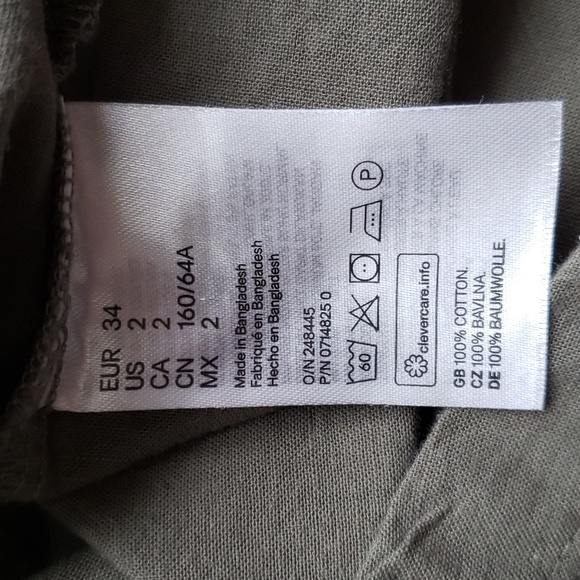 EUR 34
US 2
CA 2
CN 160/64A
MX 2
Made in Bangladesh
Fabriqué en Bangladesh
Hecho en Bangladesh
O/N 248445
P/N 0714825 0
60
P
clevercare.info
GB 100% COTTON.
CZ 100% BAVLNA.
DE 100% BAUMWOLLE.